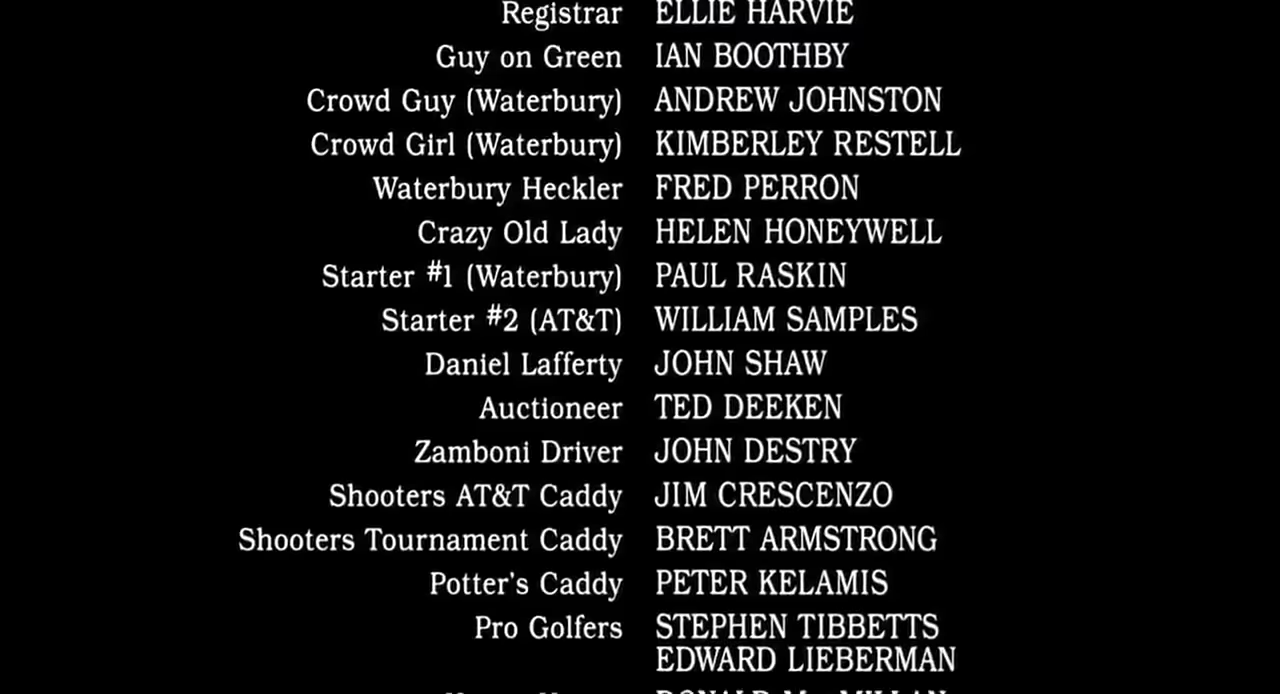 Registrar ELLIE HARVIE
Guy on Green IAN BOOTHBY
Crowd Guy (Waterbury) ANDREW JOHNSTON
Crowd Girl (Waterbury) KIMBERLEY RESTELL
Waterbury Heckler FRED PERRON
Crazy Old Lady HELEN HONEYWELL
Starter #1 (Waterbury) PAUL RASKIN
Starter #2 (AT&T) WILLIAM SAMPLES
Daniel Lafferty JOHN SHAW
Auctioneer TED DEEKEN
Zamboni Driver JOHN DESTRY
Shooters AT&T Caddy JIM CRESCENZO
Shooters Tournament Caddy BRETT ARMSTRONG
Potter's Caddy PETER KELAMIS
Pro Golfers STEPHEN TIBBETTS
EDWARD LIEBERMAN
DONALD MacMILLAN